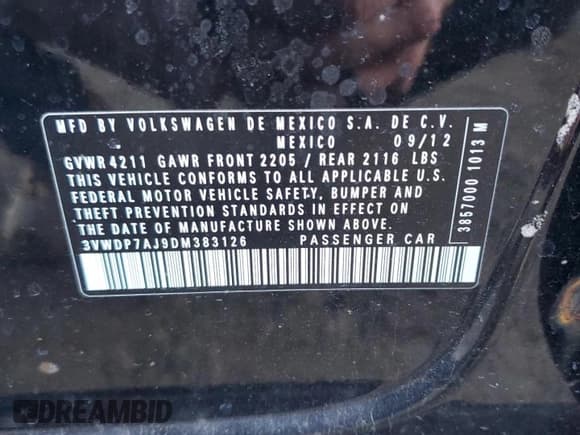 MFD BY VOLKSWAGEN DE MEXICO S.A. DE C.V.
MEXICO 09/12
GVWR4211 GAWR FRONT 2205 / REAR 2116 LBS
THIS VEHICLE CONFORMS TO ALL APPLICABLE U.S.
FEDERAL MOTOR VEHICLE SAFETY, BUMPER AND
THEFT PREVENTION STANDARDS IN EFFECT ON THE
DATE OF MANUFACTURE SHOWN ABOVE.
3VWDP7AJ9DM383126 PASSENGER CAR
3857000 1013 M
DREAMBID